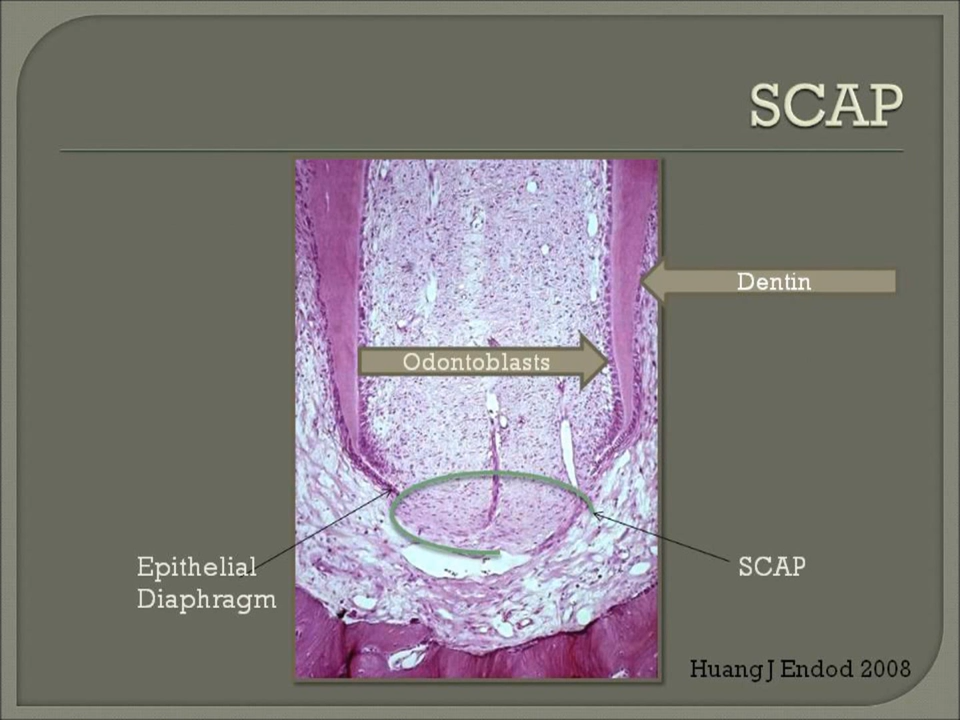 SCAP
Dentin
Odontoblasts
Epithelial
Diaphragm
SCAP
Huang J Endod 2008